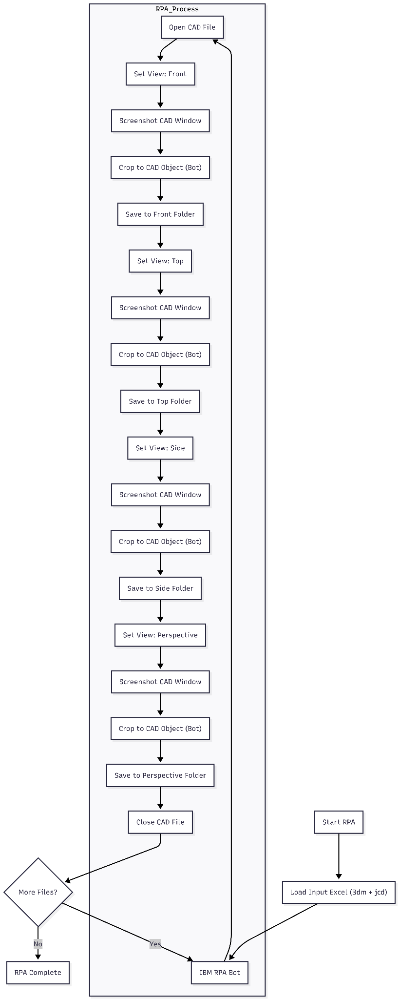 RPA_Process
Open CAD File
Set View: Front
Screenshot CAD Window
Crop to CAD Object (Bot)
Save to Front Folder
Set View: Top
Screenshot CAD Window
Crop to CAD Object (Bot)
Save to Top Folder
Set View: Side
Screenshot CAD Window
Crop to CAD Object (Bot)
Save to Side Folder
Set View: Perspective
Screenshot CAD Window
Crop to CAD Object (Bot)
Save to Perspective Folder
Close CAD File
Start RPA
More Files?
Load Input Excel (3dm + jcd)
No
Yes
RPA Complete
IBM RPA Bot